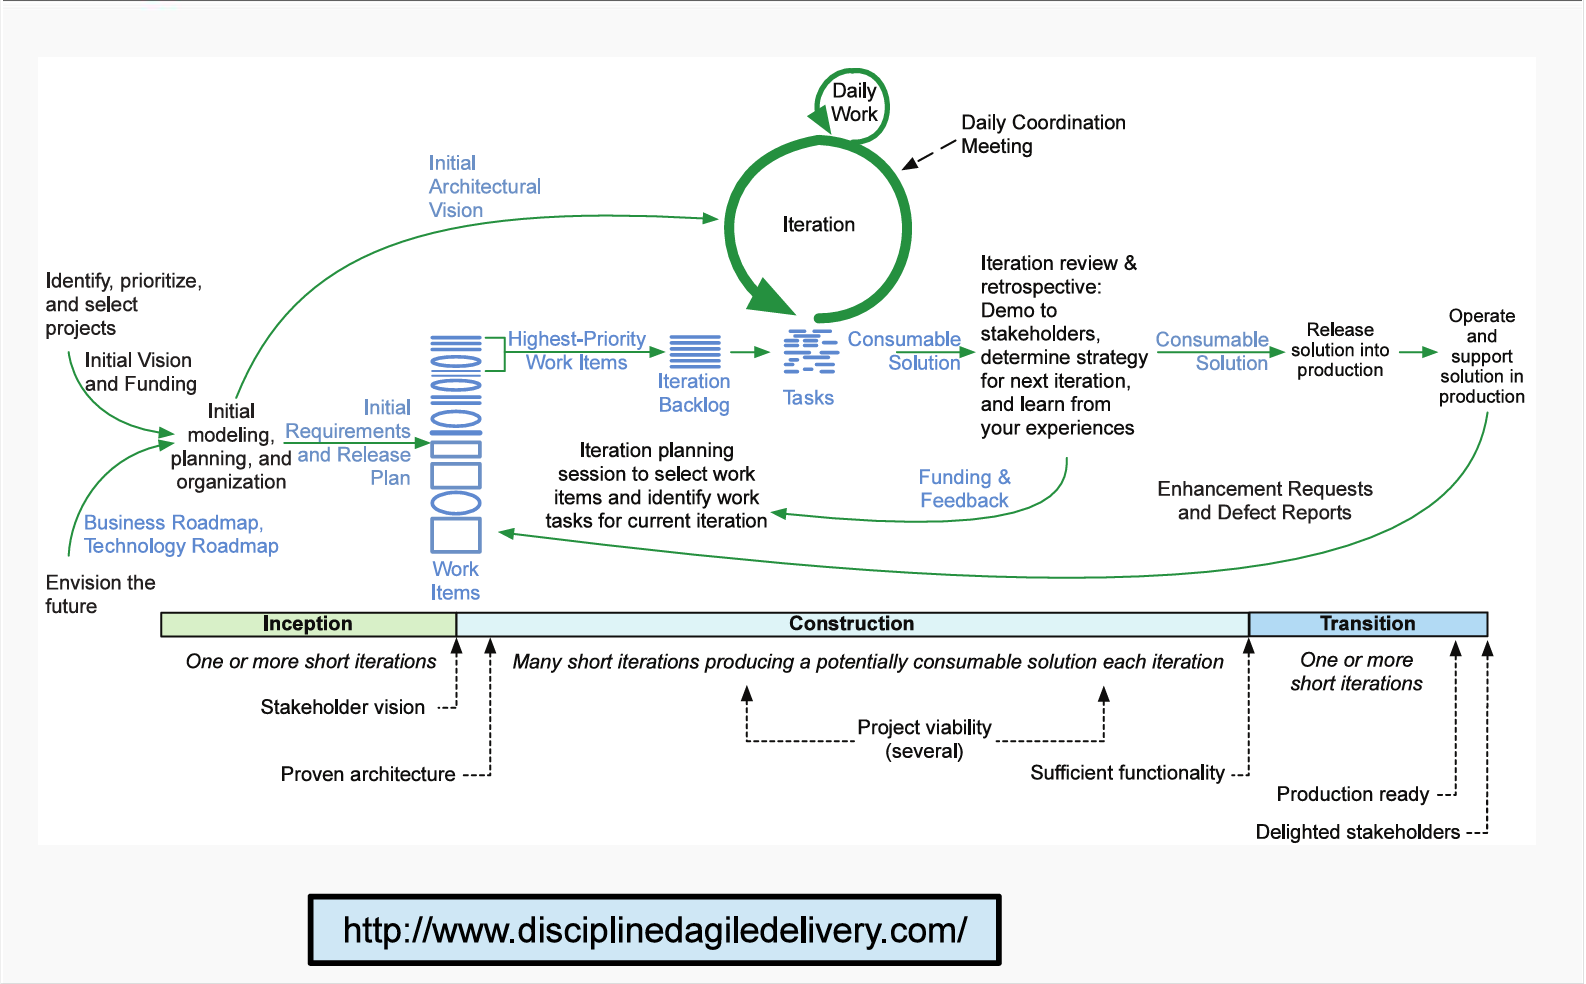 Daily
Work
Daily Coordination
Meeting
Initial
Architectural
Vision
Iteration
Identify, prioritize,
and select
projects
Initial Vision
and Funding
Initial
modeling,
planning, and
organization
Initial
Requirements
and Release
Plan
Business Roadmap,
Technology Roadmap
Envision the
future
Work
Items
Highest-Priority
Work Items
Iteration
Backlog
Tasks
Consumable
Solution
Iteration review &
retrospective:
Demo to
stakeholders,
determine strategy
for next iteration,
and learn from
your experiences
Consumable
Solution
Release
solution into
production
Operate
and
support
solution in
production
Iteration planning
session to select work
items and identify work
tasks for current iteration
Funding &
Feedback
Enhancement Requests
and Defect Reports
Inception
Construction
Transition
One or more short iterations
Many short iterations producing a potentially consumable solution each iteration
One or more
short iterations
Stakeholder vision
Proven architecture
Project viability
(several)
Sufficient functionality
Production ready
Delighted stakeholders
http://www.disciplinedagiledelivery.com/